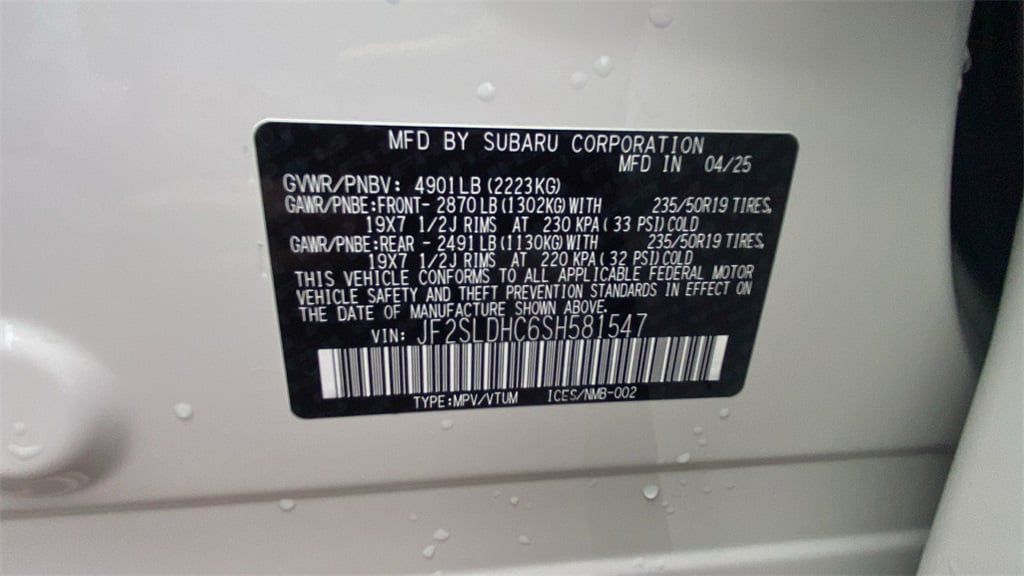 MFD BY SUBARU CORPORATION
MFD IN 04/25
GVWR/PNBV: 4901LB (2223KG)
GAWR/PNBE:FRONT- 2870LB (1302KG)WITH 235/50R19 TIRES,
19X7 1/2J RIMS AT 230 KPA( 33 PSI)COLD
GAWR/PNBE:REAR - 2491LB(1130KG)WITH 235/50R19 TIRES,
19X7 1/2J RIMS AT 220 KPA( 32 PSI)COLD
THIS VEHICLE CONFORMS TO ALL APPLICABLE FEDERAL MOTOR
VEHICLE SAFETY AND THEFT PREVENTION STANDARDS IN EFFECT ON
THE DATE OF MANUFACTURE SHOWN ABOVE.
VIN: JF2SLDHC6SH581547
TYPE:MPV/VTUM ICES/NMB-002